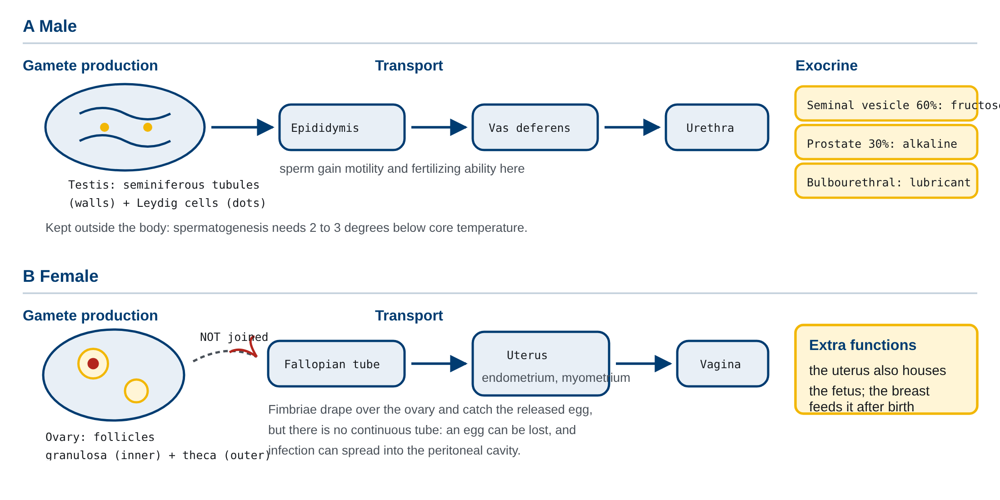 A Male
Gamete production
Transport
Exocrine
Seminal vesicle 60%: fructose
Epididymis
Vas deferens
Urethra
Prostate 30%: alkaline
sperm gain motility and fertilizing ability here
Bulbourethral: lubricant
Testis: seminiferous tubules
(walls) + Leydig cells (dots)
Kept outside the body: spermatogenesis needs 2 to 3 degrees below core temperature.
B Female
Gamete production
Transport
NOT joined
Fallopian tube
Uterus
endometrium, myometrium
Vagina
Extra functions
the uterus also houses
the fetus; the breast
feeds it after birth
Fimbriae drape over the ovary and catch the released egg,
but there is no continuous tube: an egg can be lost, and
infection can spread into the peritoneal cavity.
Ovary: follicles
granulosa (inner) + theca (outer)